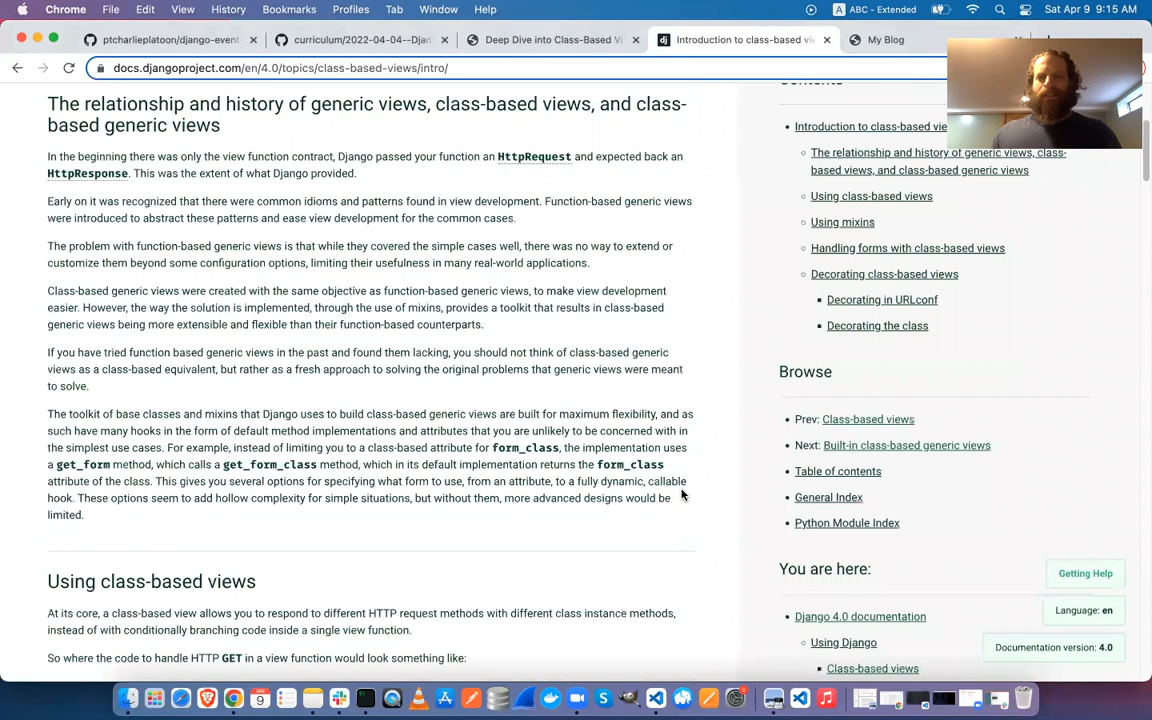 Chrome File Edit View History Bookmarks Profiles Tab Window Help
A ABC - Extended Sat Apr 9 9:15 AM
ptcharlieplatoon/django-event
curriculum/2022-04-04--Djan
Deep Dive into Class-Based Vi
Introduction to class-based vie
My Blog
docs.djangoproject.com/en/4.0/topics/class-based-views/intro/
The relationship and history of generic views, class-based views, and class-
based generic views
In the beginning there was only the view function contract, Django passed your function an HttpRequest and expected back an
HttpResponse. This was the extent of what Django provided.
Early on it was recognized that there were common idioms and patterns found in view development. Function-based generic views
were introduced to abstract these patterns and ease view development for the common cases.
The problem with function-based generic views is that while they covered the simple cases well, there was no way to extend or
customize them beyond some configuration options, limiting their usefulness in many real-world applications.
Class-based generic views were created with the same objective as function-based generic views, to make view development
easier. However, the way the solution is implemented, through the use of mixins, provides a toolkit that results in class-based
generic views being more extensible and flexible than their function-based counterparts.
If you have tried function based generic views in the past and found them lacking, you should not think of class-based generic
views as a class-based equivalent, but rather as a fresh approach to solving the original problems that generic views were meant
to solve.
The toolkit of base classes and mixins that Django uses to build class-based generic views are built for maximum flexibility, and as
such have many hooks in the form of default method implementations and attributes that you are unlikely to be concerned with in
the simplest use cases. For example, instead of limiting you to a class-based attribute for form_class, the implementation uses
a get_form method, which calls a get_form_class method, which in its default implementation returns the form_class
attribute of the class. This gives you several options for specifying what form to use, from an attribute, to a fully dynamic, callable
hook. These options seem to add hollow complexity for simple situations, but without them, more advanced designs would be
limited.
Using class-based views
At its core, a class-based view allows you to respond to different HTTP request methods with different class instance methods,
instead of with conditionally branching code inside a single view function.
So where the code to handle HTTP GET in a view function would look something like:
Contents
Introduction to class-based vie
The relationship and history of generic views, class-
based views, and class-based generic views
Using class-based views
Using mixins
Handling forms with class-based views
Decorating class-based views
Decorating in URLconf
Decorating the class
Browse
Prev: Class-based views
Next: Built-in class-based generic views
Table of contents
General Index
Python Module Index
You are here:
Django 4.0 documentation
Using Django
Class-based views
Getting Help
Language: en
Documentation version: 4.0